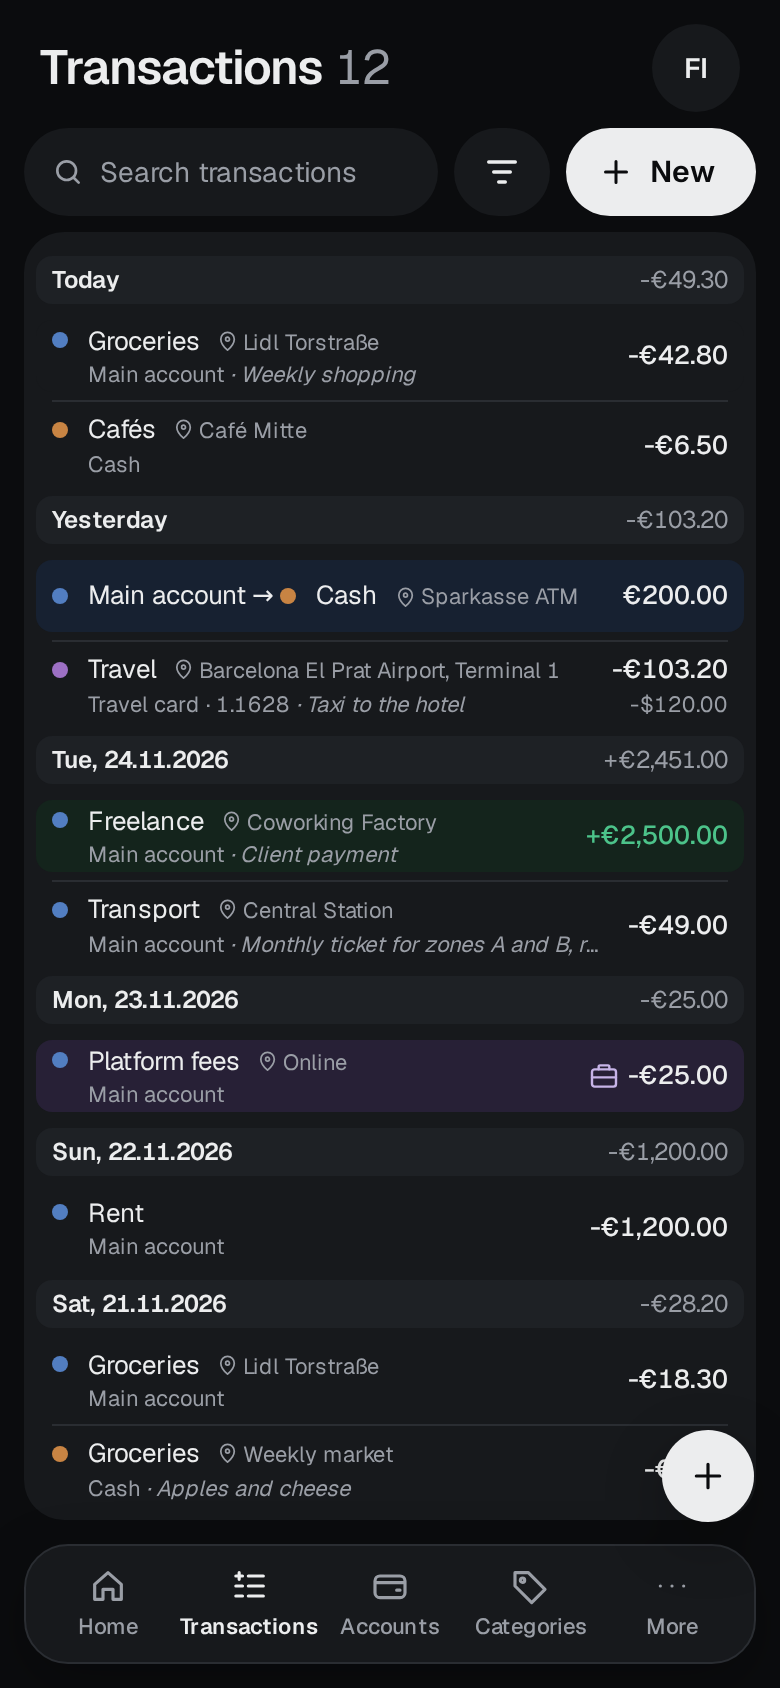 Transactions 12
FI
Search transactions
New
Today -€49.30
Groceries Lidl Torstraße
-€42.80
Main account · Weekly shopping
Cafés Café Mitte
-€6.50
Cash
Yesterday -€103.20
Main account → Cash Sparkasse ATM €200.00
Travel Barcelona El Prat Airport, Terminal 1 -€103.20
Travel card · 1.1628 · Taxi to the hotel -$120.00
Tue, 24.11.2026 +€2,451.00
Freelance Coworking Factory
+€2,500.00
Main account · Client payment
Transport Central Station
-€49.00
Main account · Monthly ticket for zones A and B, r...
Mon, 23.11.2026 -€25.00
Platform fees Online
-€25.00
Main account
Sun, 22.11.2026 -€1,200.00
Rent
-€1,200.00
Main account
Sat, 21.11.2026 -€28.20
Groceries Lidl Torstraße
-€18.30
Main account
Groceries Weekly market
Cash · Apples and cheese
Home Transactions Accounts Categories More